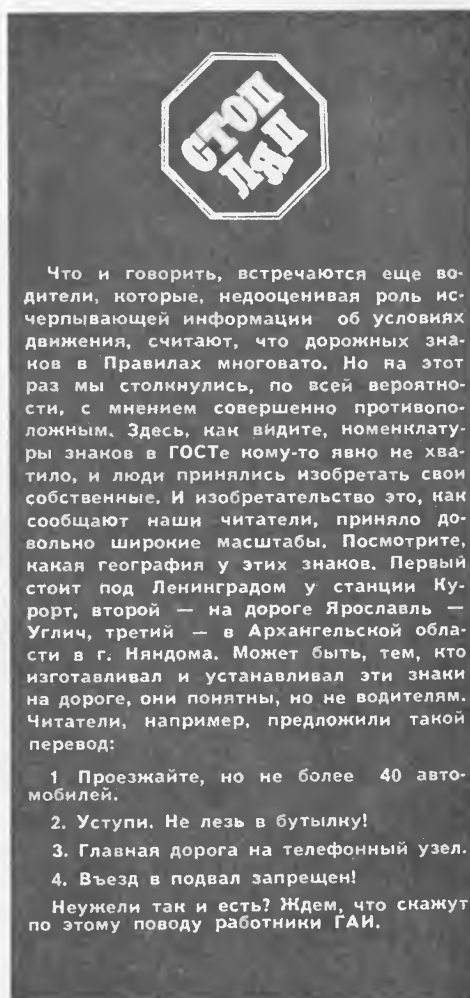 СТОП
ЛЯП
Что и говорить, встречаются еще во-
дители, которые, недооценивая роль ис-
черпывающей информации об условиях
движения, считают, что дорожных зна-
ков в Правилах многовато. Но на этот
раз мы столкнулись, по всей вероятно-
сти, с мнением совершенно противопо-
ложным. Здесь, как видите, номенклату-
ры знаков в ГОСТе кому-то явно не хва-
тило, и люди принялись изобретать свои
собственные. И изобретательство это, как
сообщают наши читатели, приняло до-
вольно широкие масштабы. Посмотрите,
какая география у этих знаков. Первый
стоит под Ленинградом у станции Ку-
рорт, второй — на дороге Ярославль —
Углич, третий — в Архангельской обла-
сти в г. Няндома. Может быть, тем, кто
изготавливал и устанавливал эти знаки
на дороге, они понятны, но не водителям.
Читатели, например, предложили такой
перевод:
1 Проезжайте, но не более 40 авто-
мобилей.
2. Уступи. Не лезь в бутылку!
3. Главная дорога на телефонный узел.
4. Въезд в подвал запрещен!
Неужели так и есть? Ждем, что скажут
по этому поводу работники ГАИ.